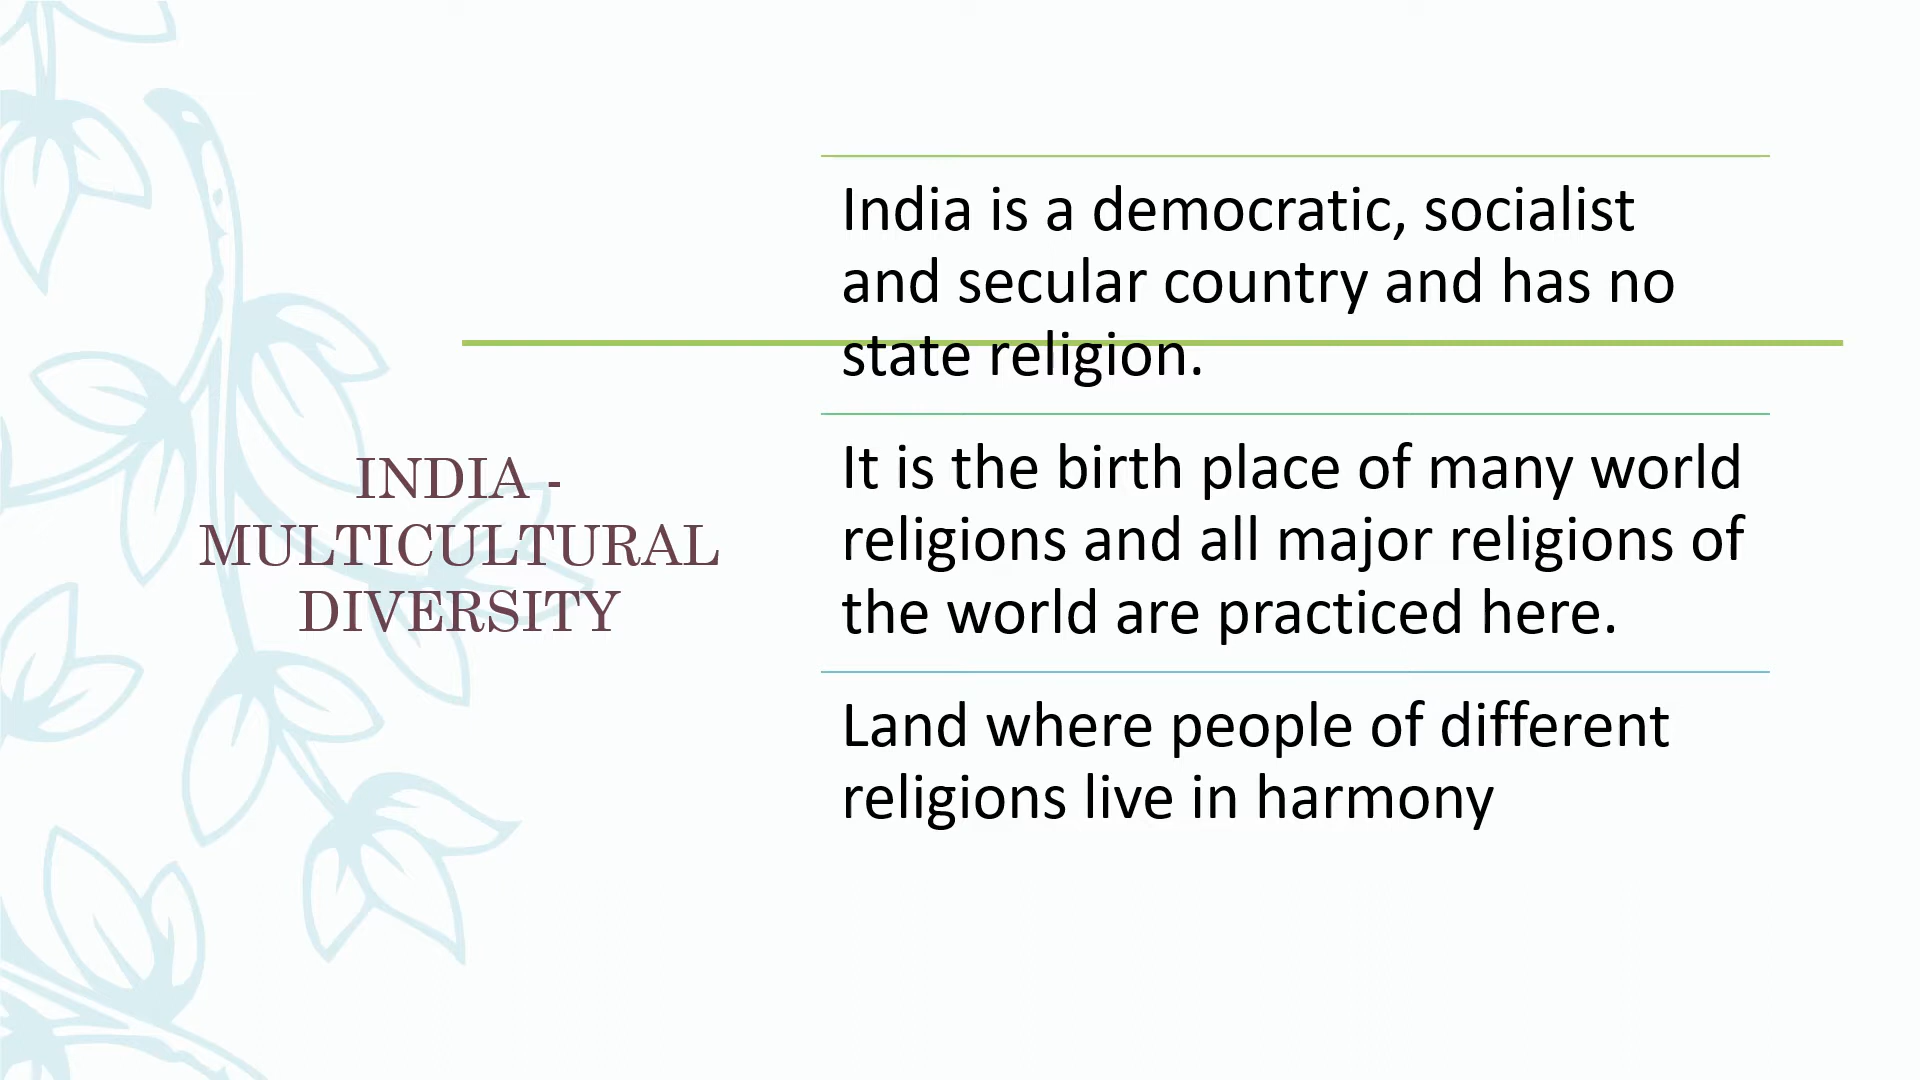 INDIA -
MULTICULTURAL
DIVERSITY
India is a democratic, socialist
and secular country and has no
state religion.
It is the birth place of many world
religions and all major religions of
the world are practiced here.
Land where people of different
religions live in harmony